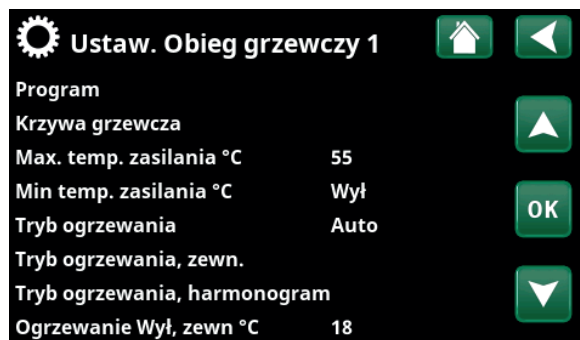 Ustaw. Obieg grzewczy 1
Program
Krzywa grzewcza
Max. temp. zasilania °C 55
Min temp. zasilania °C Wył
OK
Tryb ogrzewania Auto
Tryb ogrzewania, zewn.
Tryb ogrzewania, harmonogram
Ogrzewanie Wył, zewn °C 18